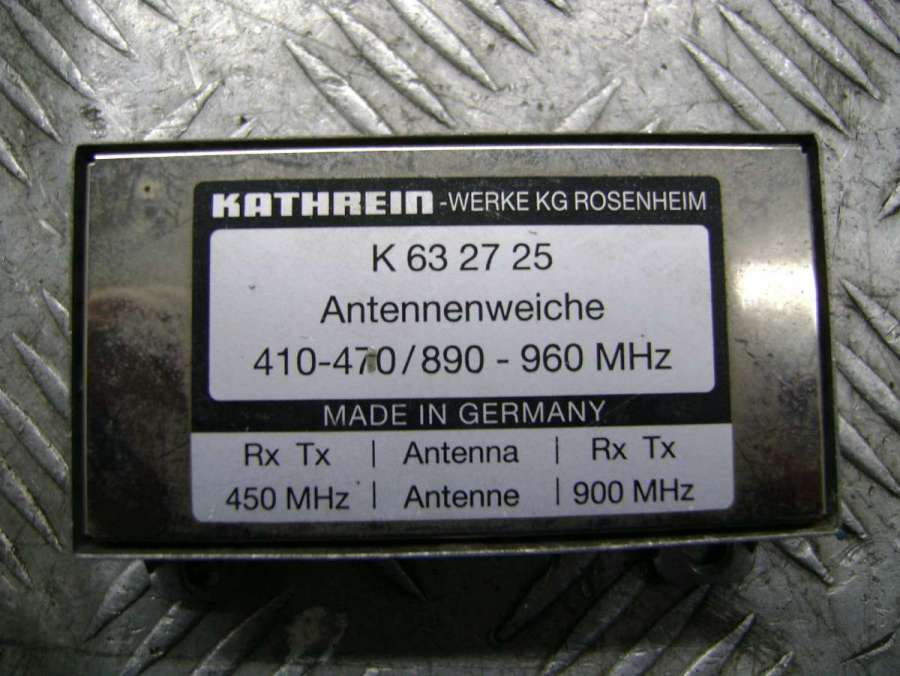 KATHREIN -WERKE KG ROSENHEIM
K 63 27 25
Antennenweiche
410-470/890 - 960 MHz
MADE IN GERMANY
Rx Tx | Antenna | Rx Tx
450 MHz | Antenne | 900 MHz